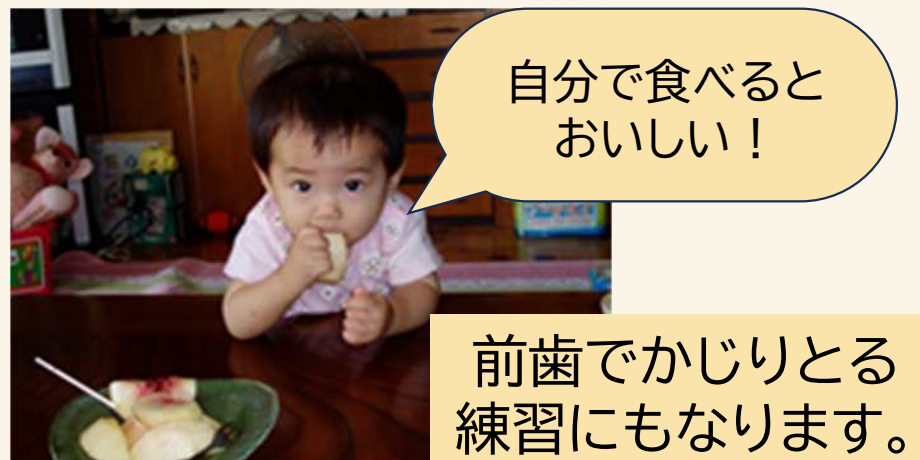 自分で食べると
おいしい！
前歯でかじりとる
練習にもなります。